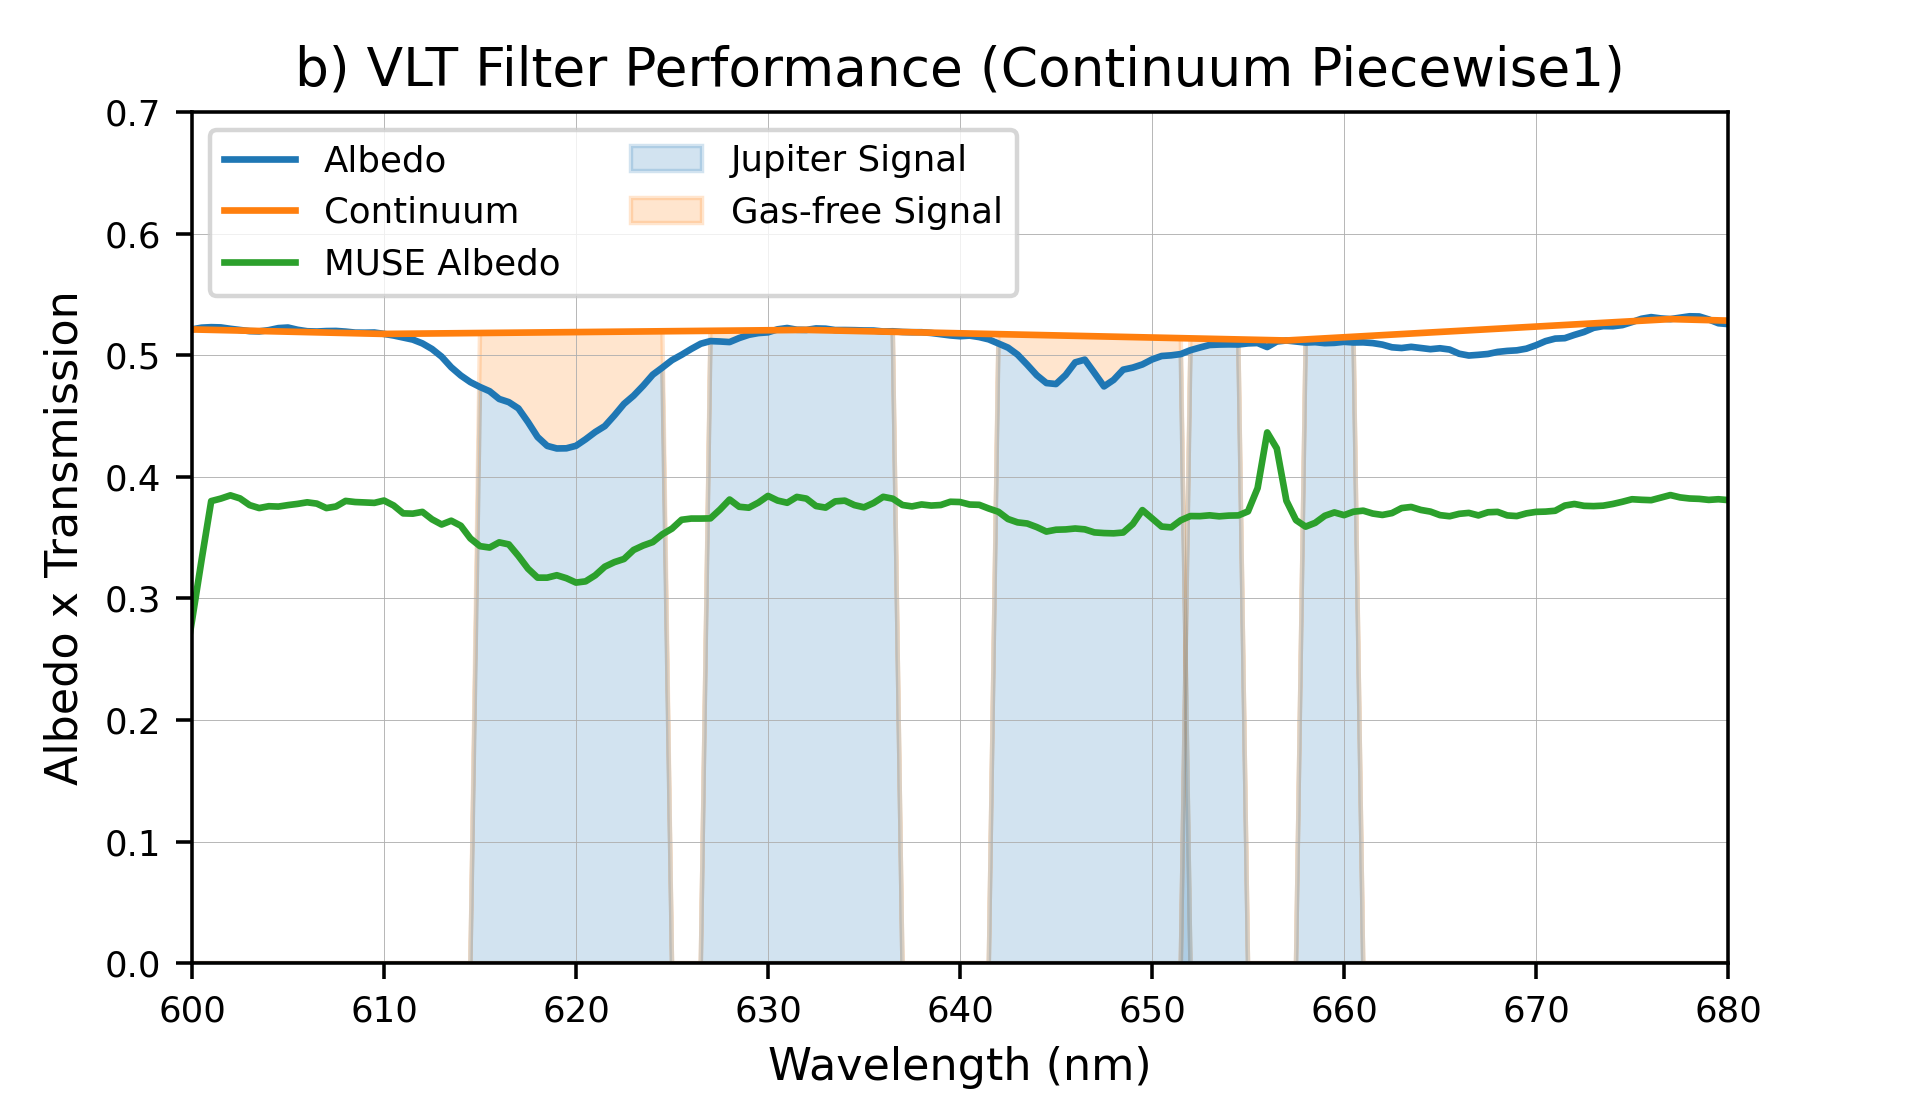 b) VLT Filter Performance (Continuum Piecewise1)
Albedo
Continuum
MUSE Albedo
Jupiter Signal
Gas-free Signal
Albedo x Transmission
0.7
0.6
0.5
0.4
0.3
0.2
0.1
0.0
600 610 620 630 640 650 660 670 680
Wavelength (nm)